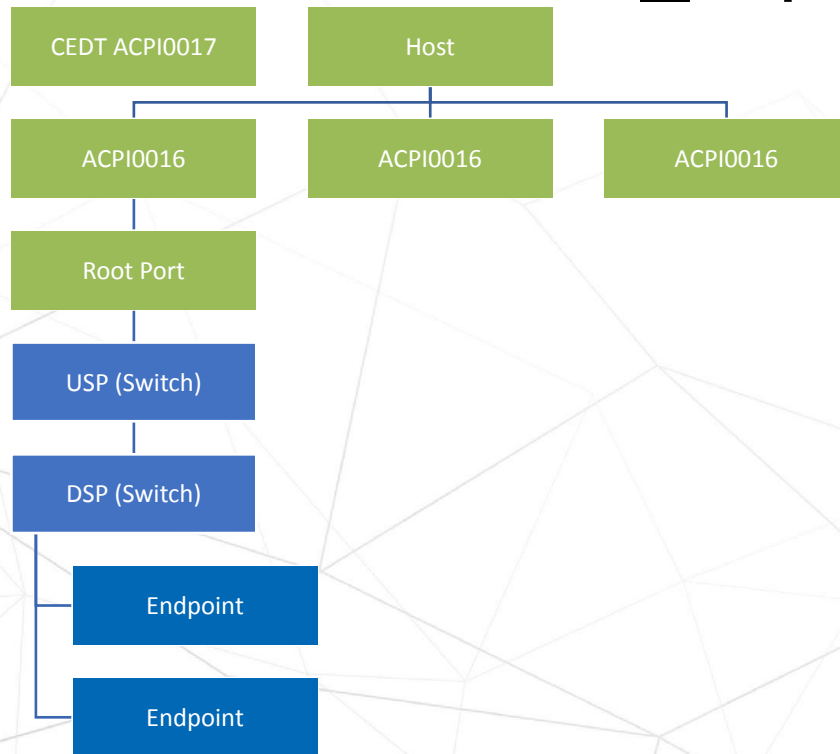 CEDT ACPI0017
Host
ACPI0016
ACPI0016
ACPI0016
Root Port
USP (Switch)
DSP (Switch)
Endpoint
Endpoint